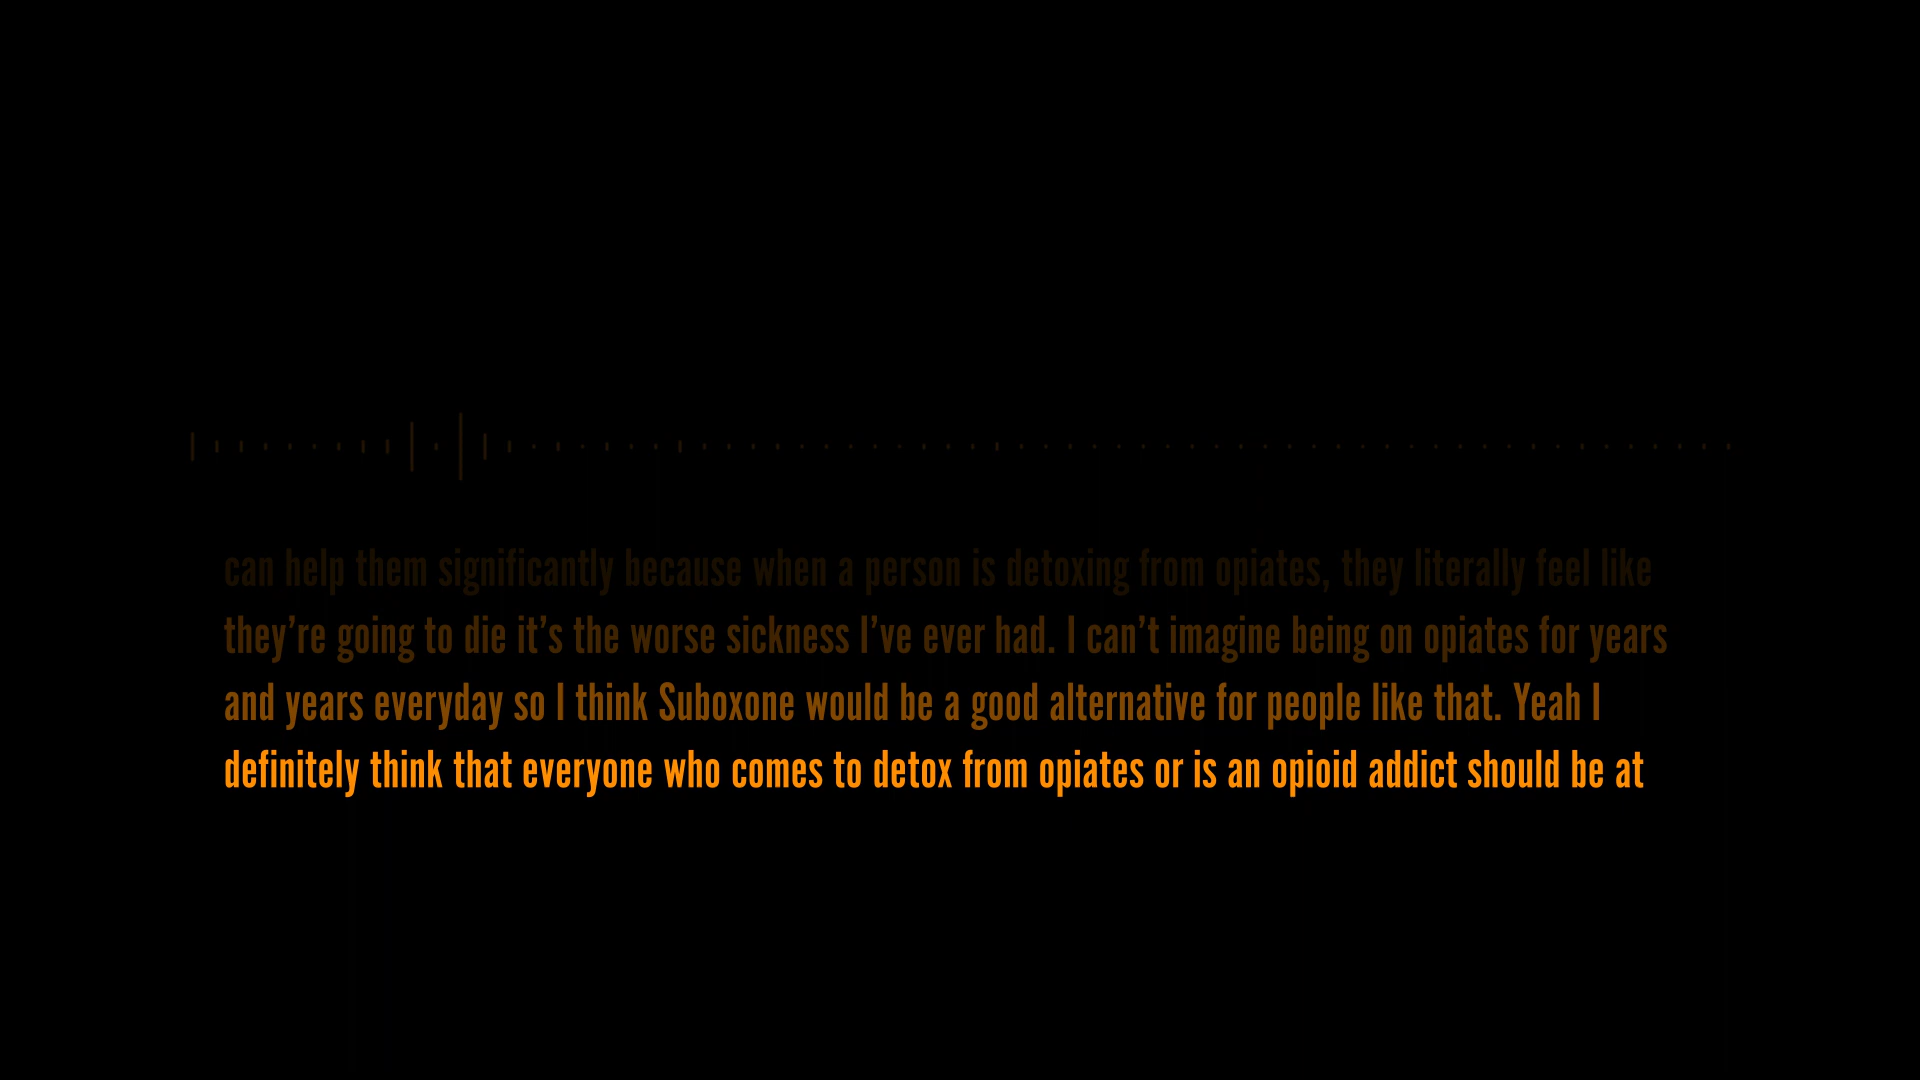 can help them significantly because when a person is detoxing from opiates, they literally feel like
they’re going to die it’s the worse sickness I’ve ever had. I can’t imagine being on opiates for years
and years everyday so I think Suboxone would be a good alternative for people like that. Yeah I
definitely think that everyone who comes to detox from opiates or is an opioid addict should be at